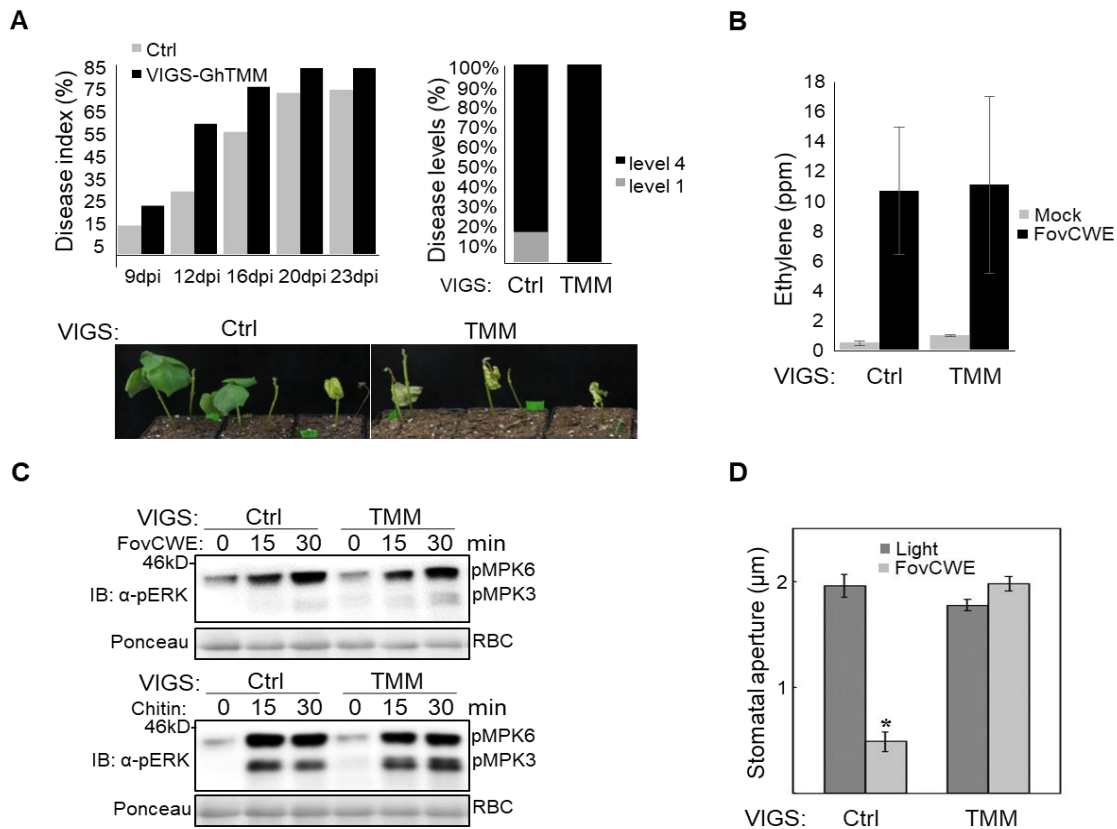 A
Ctrl
VIGS-GhTMM
Disease index (%)
85
75
65
55
45
35
25
15
5
9dpi 12dpi 16dpi 20dpi 23dpi
Disease levels (%)
100%
90%
80%
70%
60%
50%
40%
30%
20%
10%
level 4
level 1
VIGS: Ctrl TMM
VIGS: Ctrl TMM
B
Ethylene (ppm)
18
16
14
12
10
8
6
4
2
0
Mock
FovCWE
VIGS: Ctrl TMM
C
VIGS: Ctrl TMM
FovCWE: 0 15 30 0 15 30 min
46kD-
pMPK6
IB: α-pERK
pMPK3
Ponceau RBC
VIGS: Ctrl TMM
Chitin: 0 15 30 0 15 30 min
46kD-
pMPK6
IB: α-pERK
pMPK3
Ponceau RBC
D
Stomatal aperture (μm)
2
1
Light
FovCWE
*
VIGS: Ctrl TMM